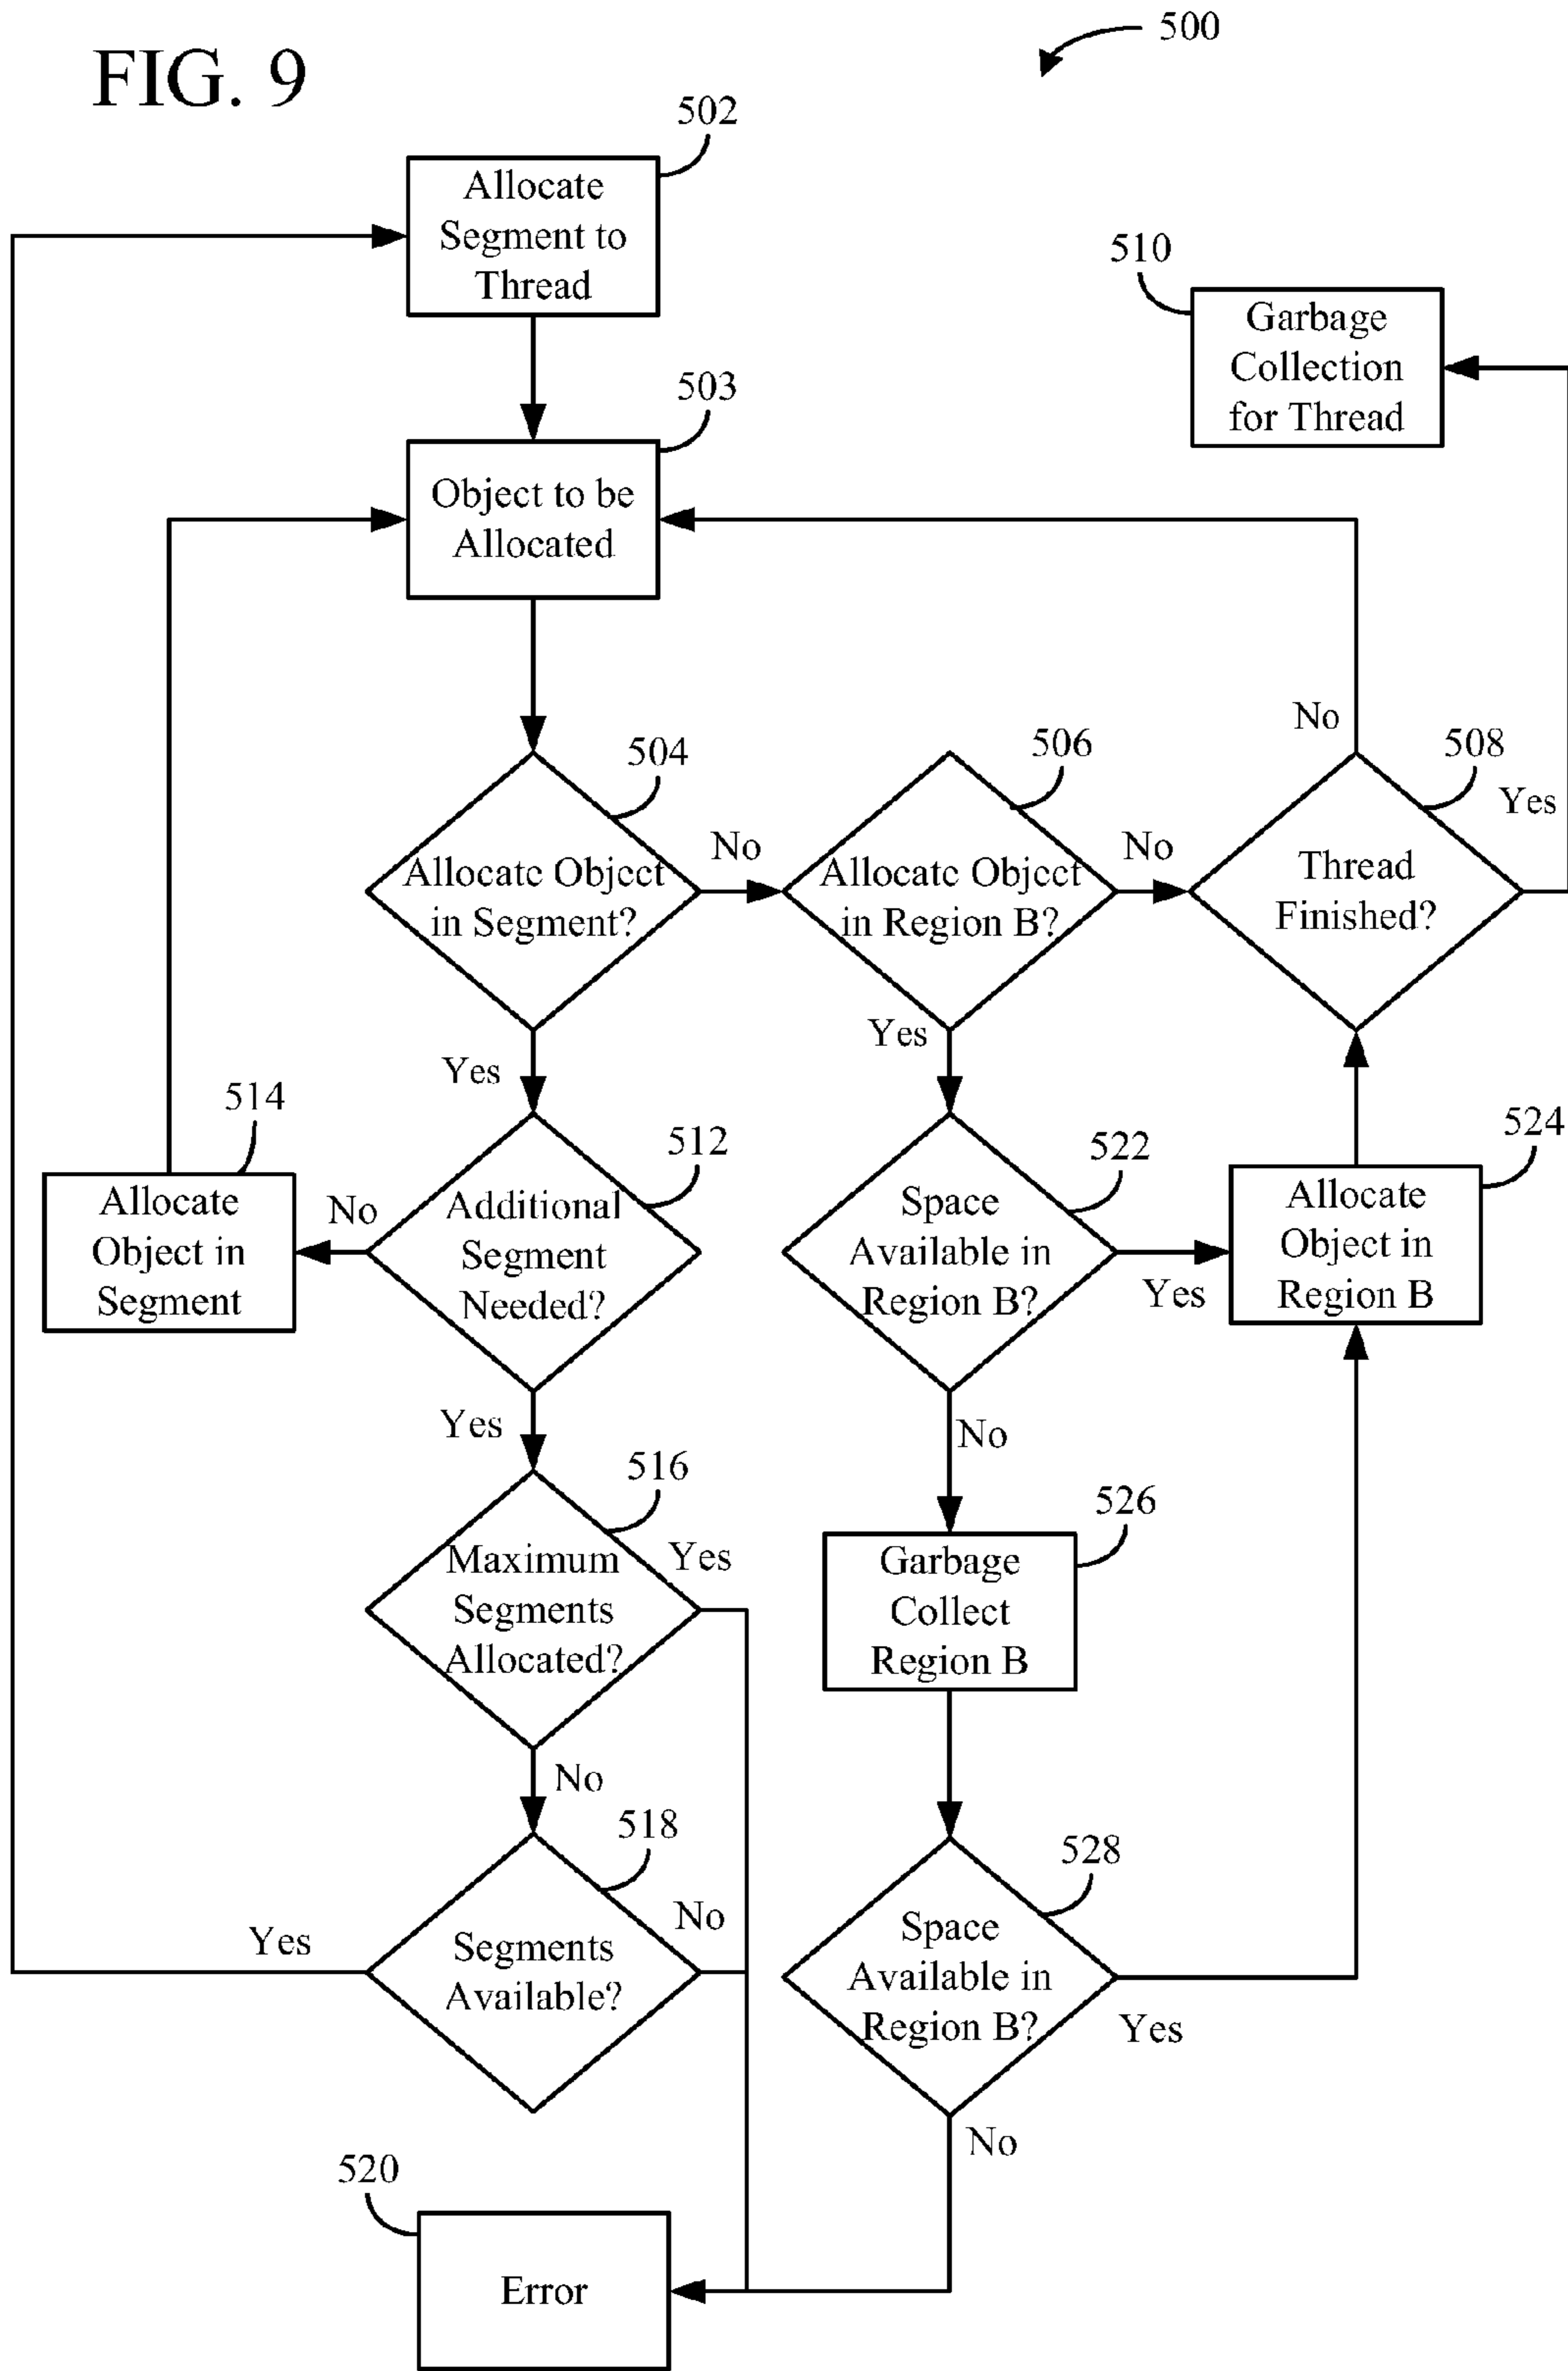 FIG. 9
500
502
Allocate
Segment to
Thread
510
Garbage
Collection
for Thread
503
Object to be
Allocated
504
Allocate Object
in Segment?
No
506
Allocate Object
in Region B?
No
508
Thread
Finished?
No
Yes
Yes
Yes
514
Allocate
Object in
Segment
No
512
Additional
Segment
Needed?
522
Space
Available in
Region B?
Yes
524
Allocate
Object in
Region B
Yes
No
516
Maximum
Segments
Allocated?
Yes
526
Garbage
Collect
Region B
No
518
Segments
Available?
Yes
No
528
Space
Available in
Region B?
Yes
No
520
Error